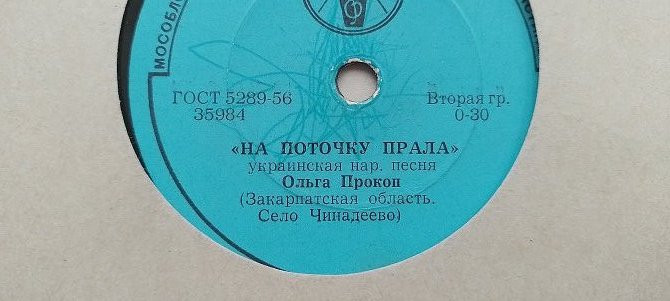 МОСОБЛ
ГОСТ 5289-56
35984
Вторая гр.
0-30
«НА ПОТОЧКУ ПРАЛА»
украинская нар. песня
Ольга Прокоп
(Закарпатская область.
Село Чинадеево)